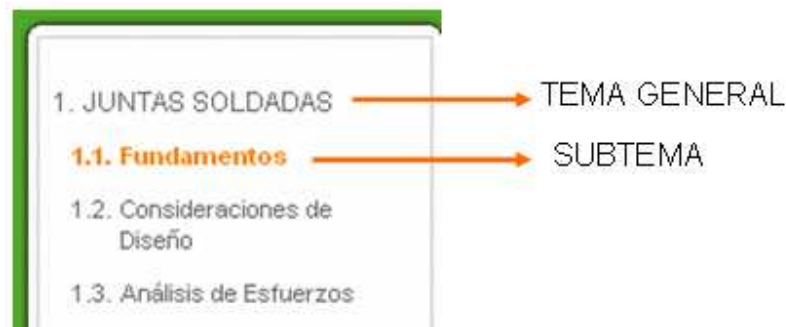 1. JUNTAS SOLDADAS TEMA GENERAL
1.1. Fundamentos SUBTEMA
1.2. Consideraciones de
Diseño
1.3. Análisis de Esfuerzos